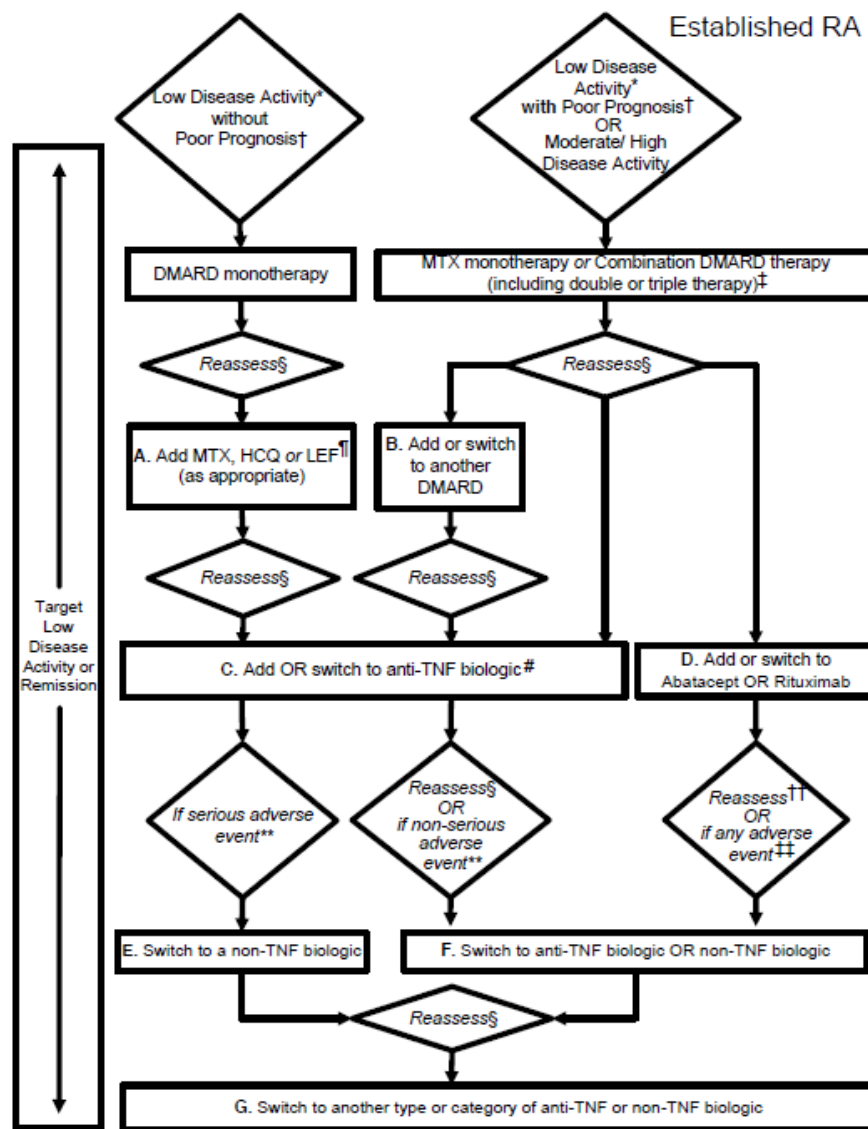 Established RA
Low Disease Activity*
without
Poor Prognosis†
Low Disease
Activity*
with Poor Prognosis†
OR
Moderate/ High
Disease Activity
DMARD monotherapy
MTX monotherapy or Combination DMARD therapy
(including double or triple therapy)‡
Reassess§
Reassess§
A. Add MTX, HCQ or LEF¶
(as appropriate)
B. Add or switch
to another
DMARD
Reassess§
Reassess§
Target
Low
Disease
Activity or
Remission
C. Add OR switch to anti-TNF biologic#
D. Add or switch to
Abatacept OR Rituximab
If serious adverse
event**
Reassess§
OR
if non-serious
adverse
event**
Reassess††
OR
if any adverse
event‡‡
E. Switch to a non-TNF biologic
F. Switch to anti-TNF biologic OR non-TNF biologic
Reassess§
G. Switch to another type or category of anti-TNF or non-TNF biologic